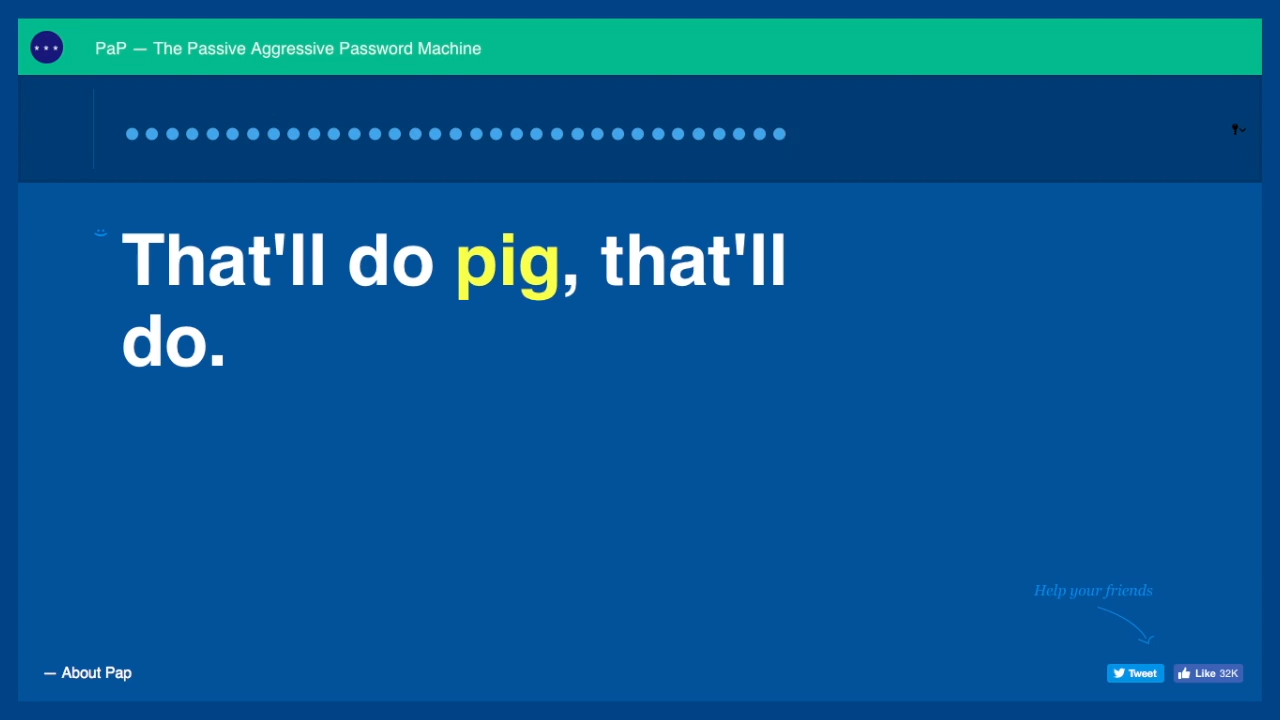 PaP — The Passive Aggressive Password Machine
That'll do pig, that'll
do.
Help your friends
— About Pap
Tweet
Like 32K